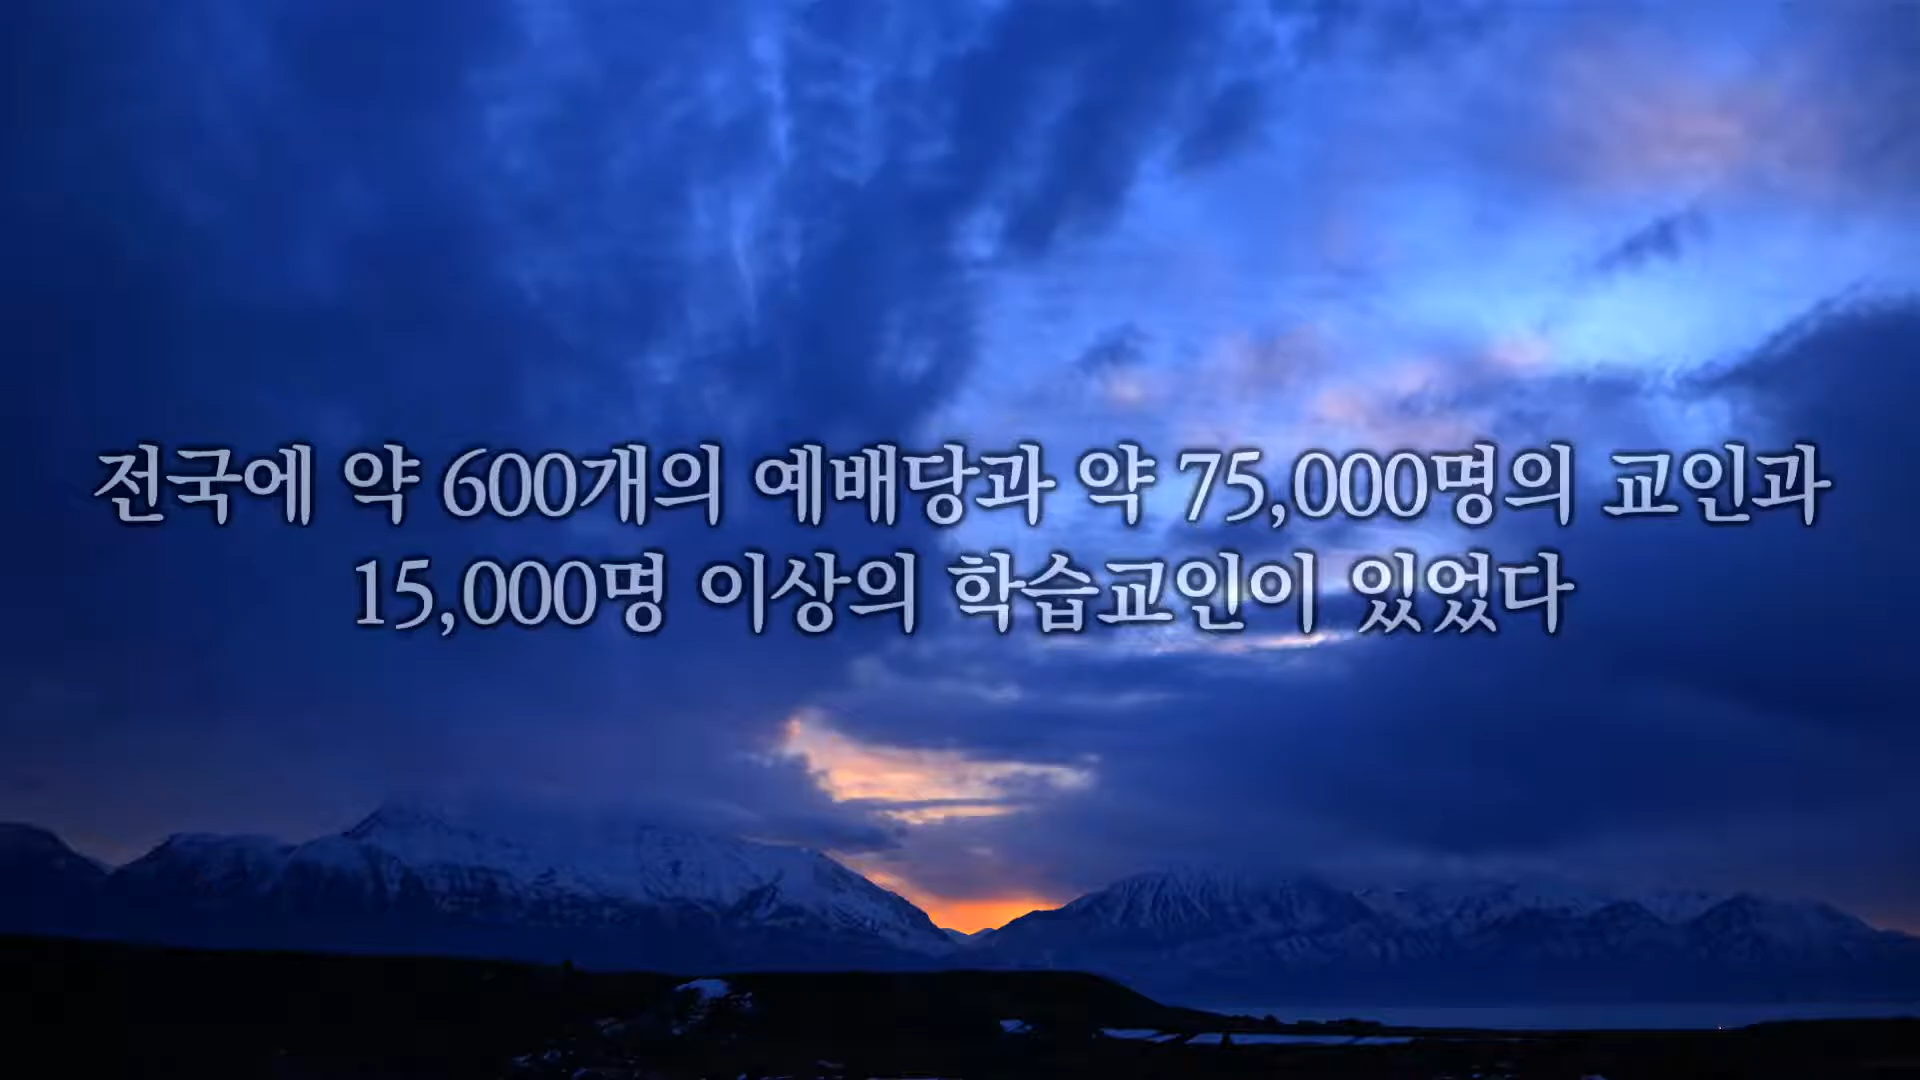 전국에 약 600개의 예배당과 약 75,000명의 교인과
15,000명 이상의 학습교인이 있었다